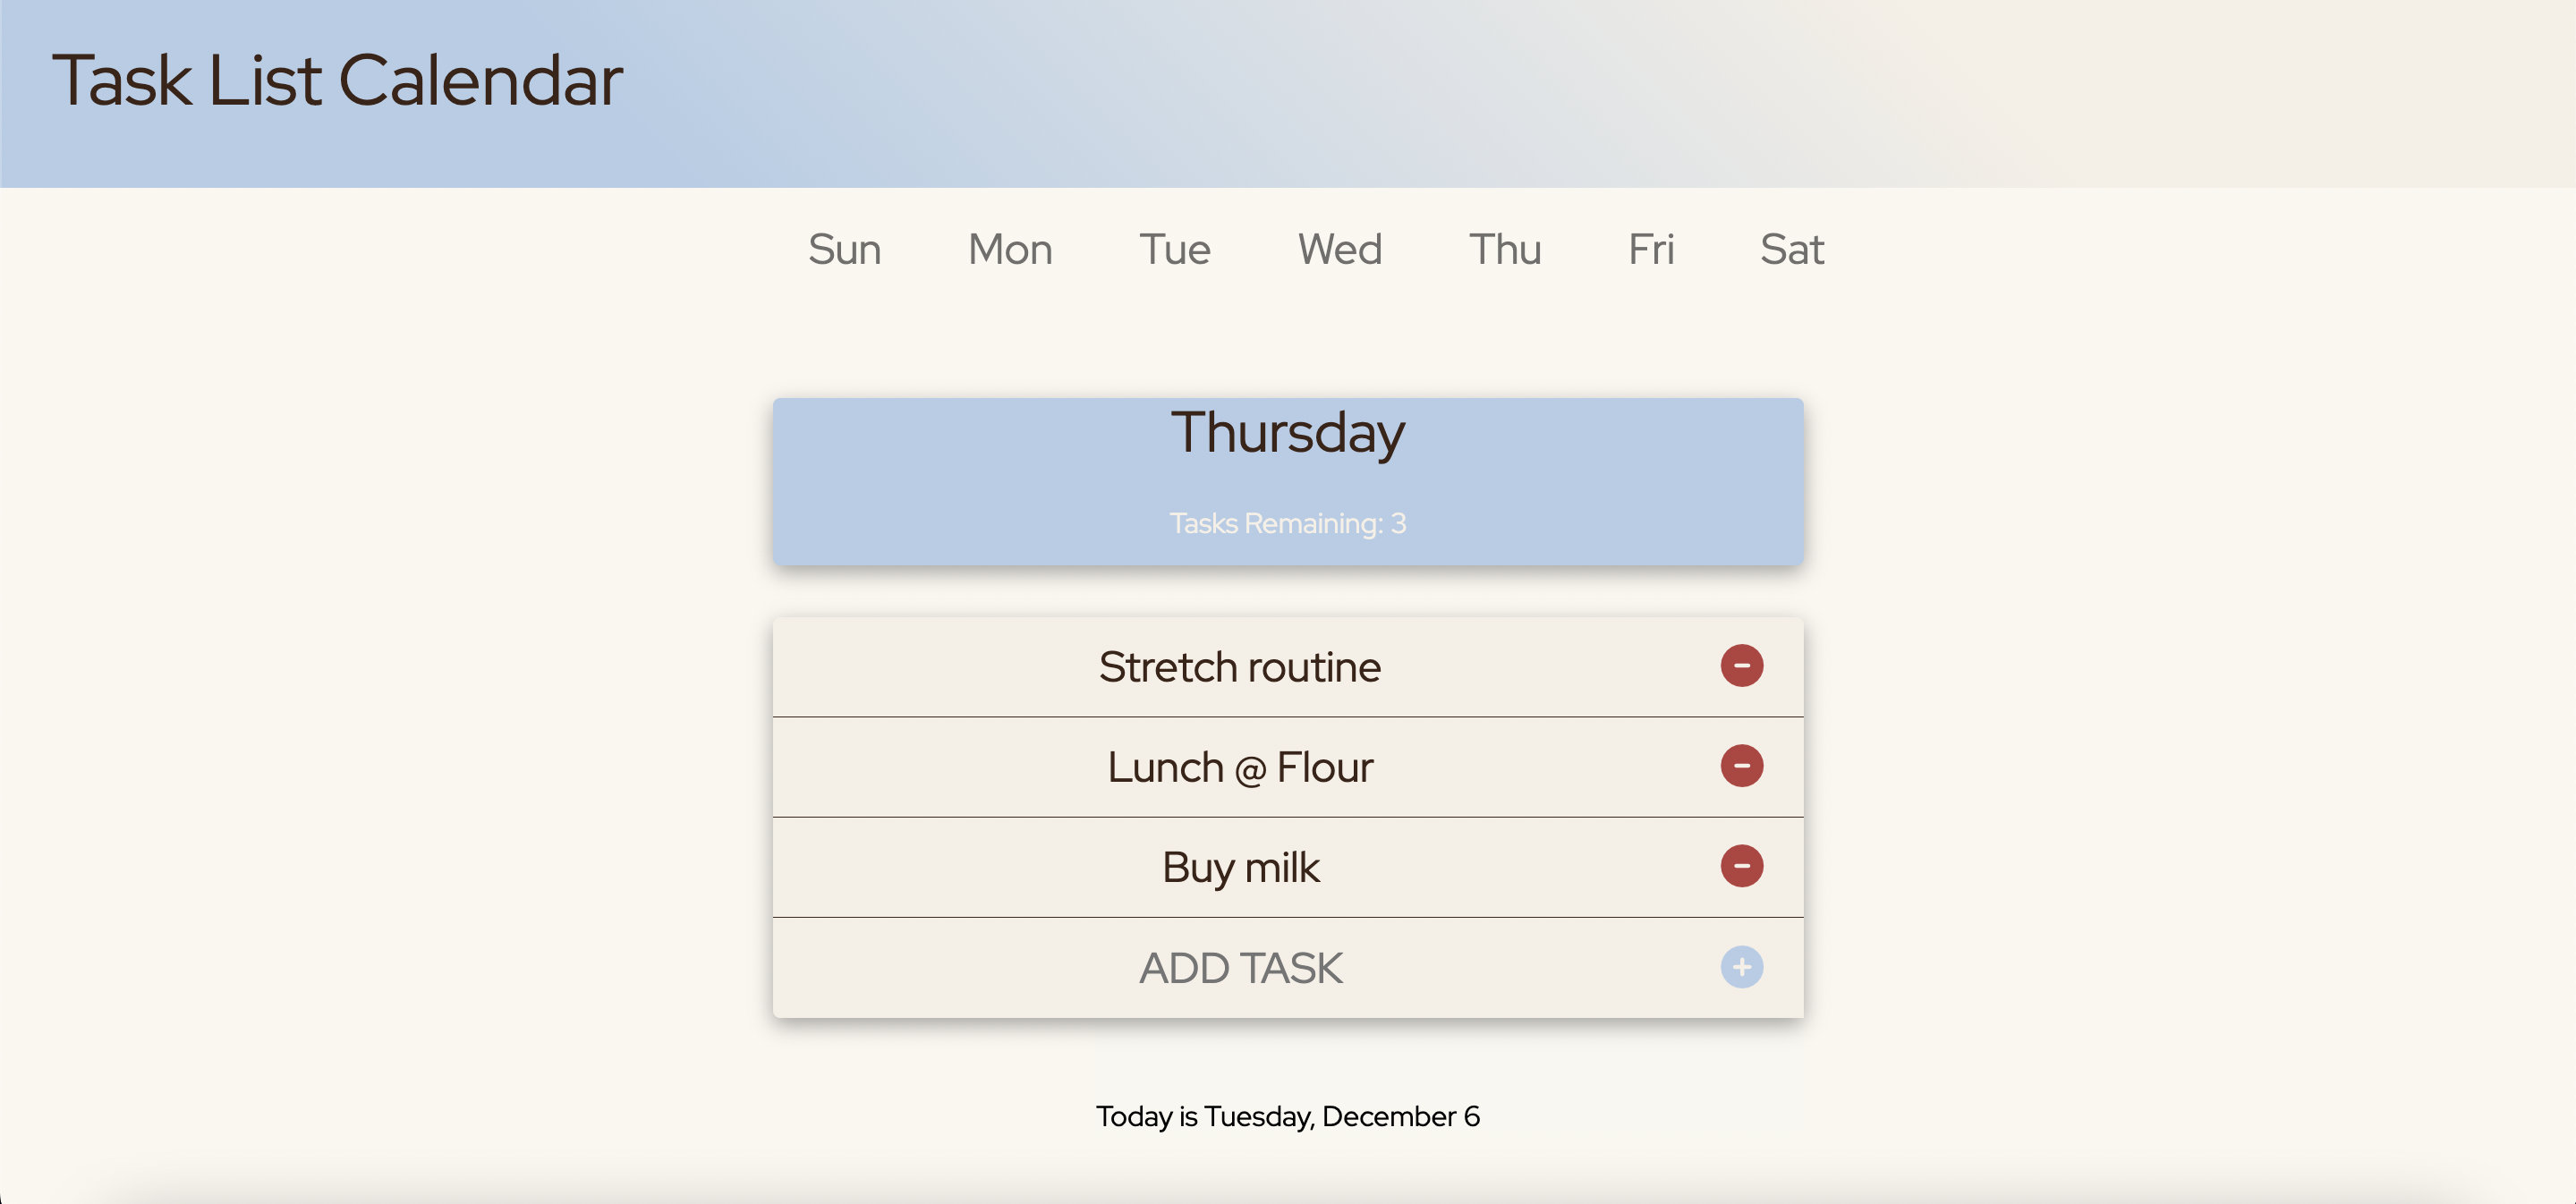 Task List Calendar
Sun Mon Tue Wed Thu Fri Sat
Thursday
Tasks Remaining: 3
Stretch routine
Lunch @ Flour
Buy milk
ADD TASK
Today is Tuesday, December 6